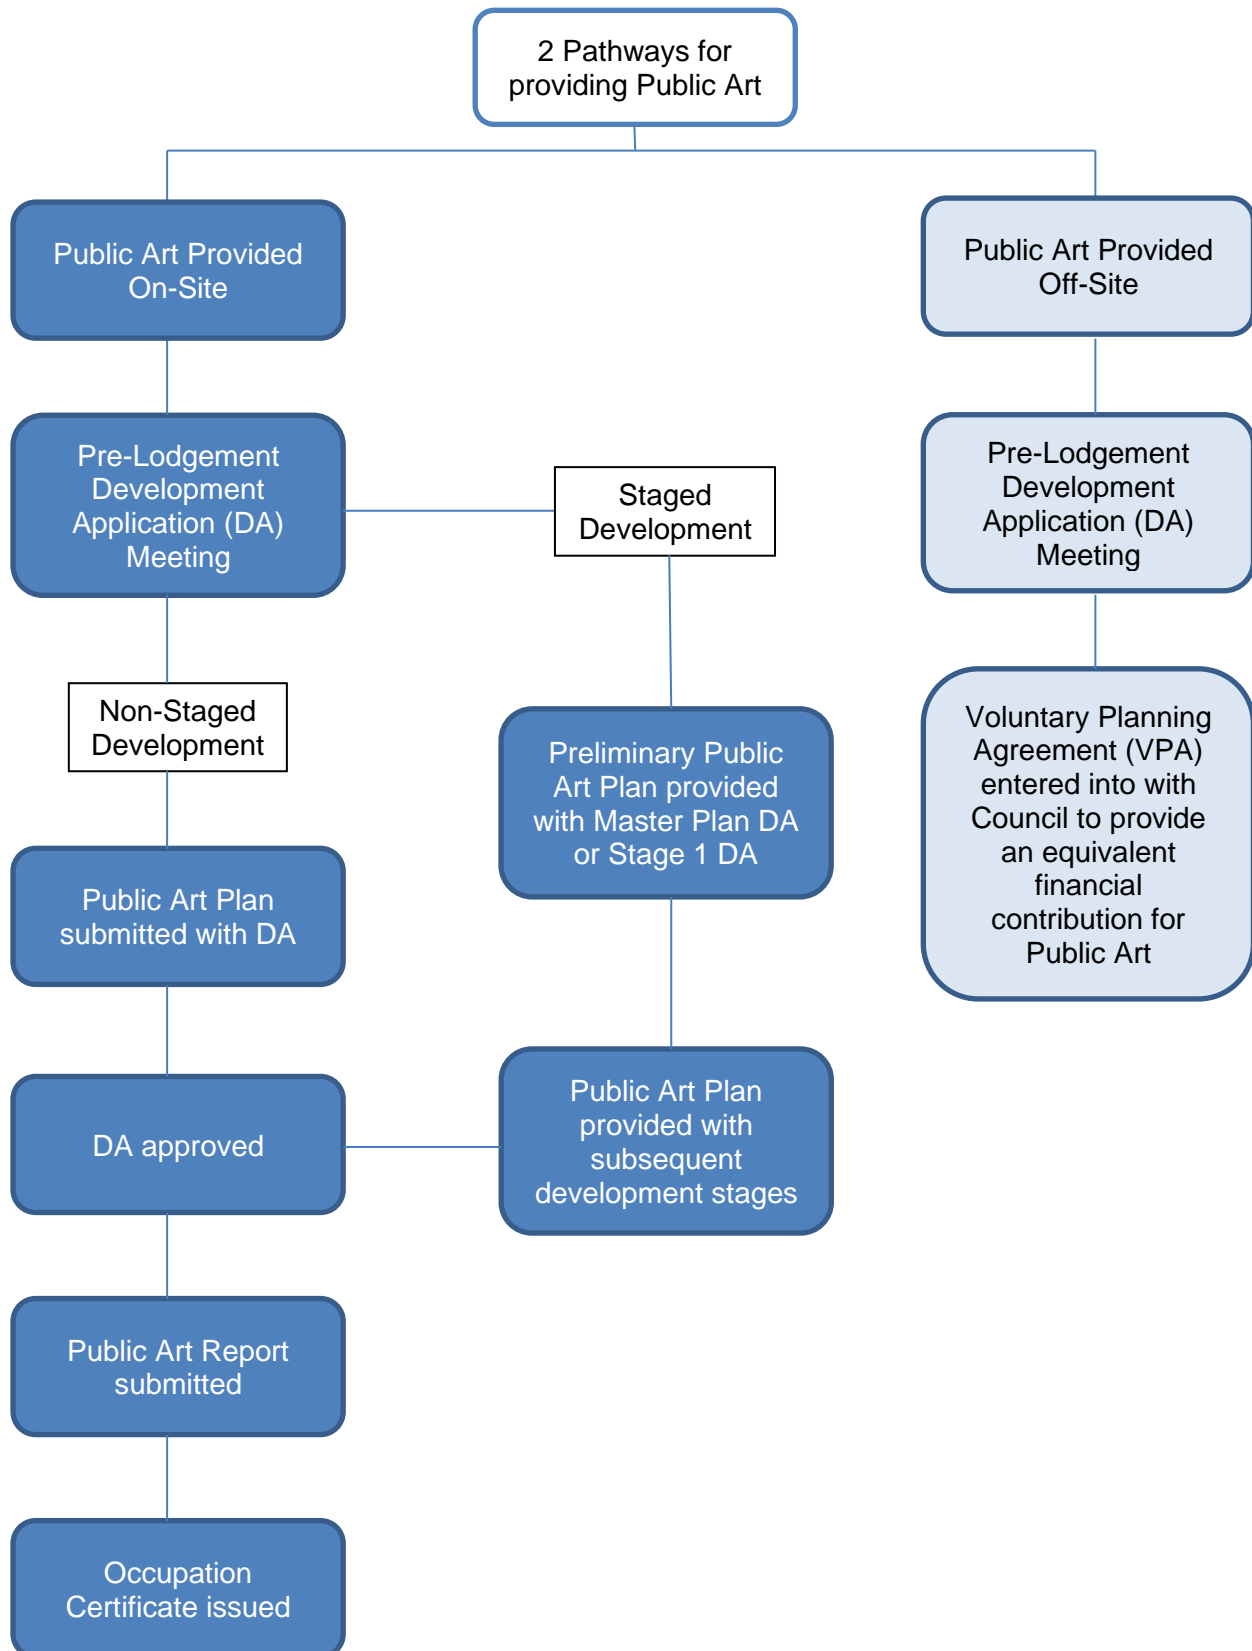 2 Pathways for
providing Public Art
Public Art Provided
On-Site
Public Art Provided
Off-Site
Pre-Lodgement
Development
Application (DA)
Meeting
Staged
Development
Pre-Lodgement
Development
Application (DA)
Meeting
Non-Staged
Development
Preliminary Public
Art Plan provided
with Master Plan DA
or Stage 1 DA
Voluntary Planning
Agreement (VPA)
entered into with
Council to provide
an equivalent
financial
contribution for
Public Art
Public Art Plan
submitted with DA
DA approved
Public Art Plan
provided with
subsequent
development stages
Public Art Report
submitted
Occupation
Certificate issued